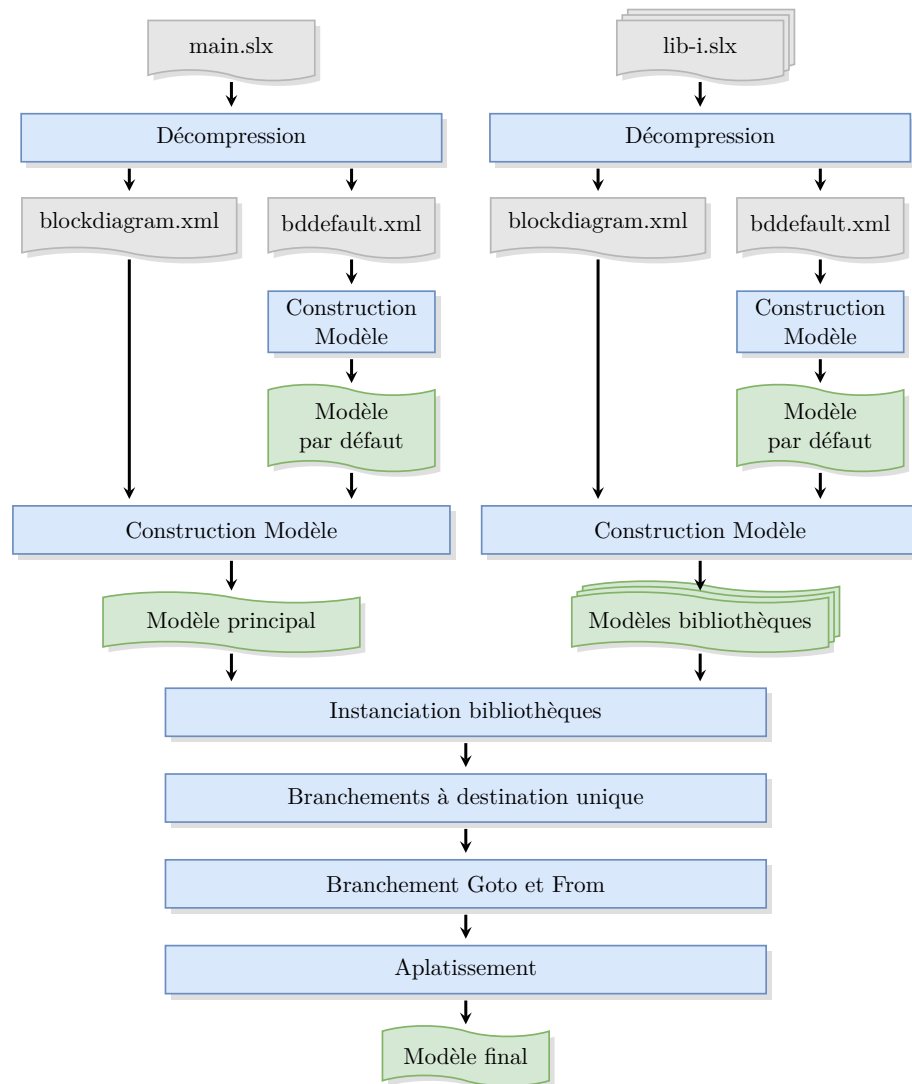 main.slx
lib-i.slx
Décompression
Décompression
blockdiagram.xml
bddefault.xml
blockdiagram.xml
bddefault.xml
Construction
Modèle
Construction
Modèle
Modèle
par défaut
Modèle
par défaut
Construction Modèle
Construction Modèle
Modèle principal
Modèles bibliothèques
Instanciation bibliothèques
Branchements à destination unique
Branchement Goto et From
Aplatissement
Modèle final